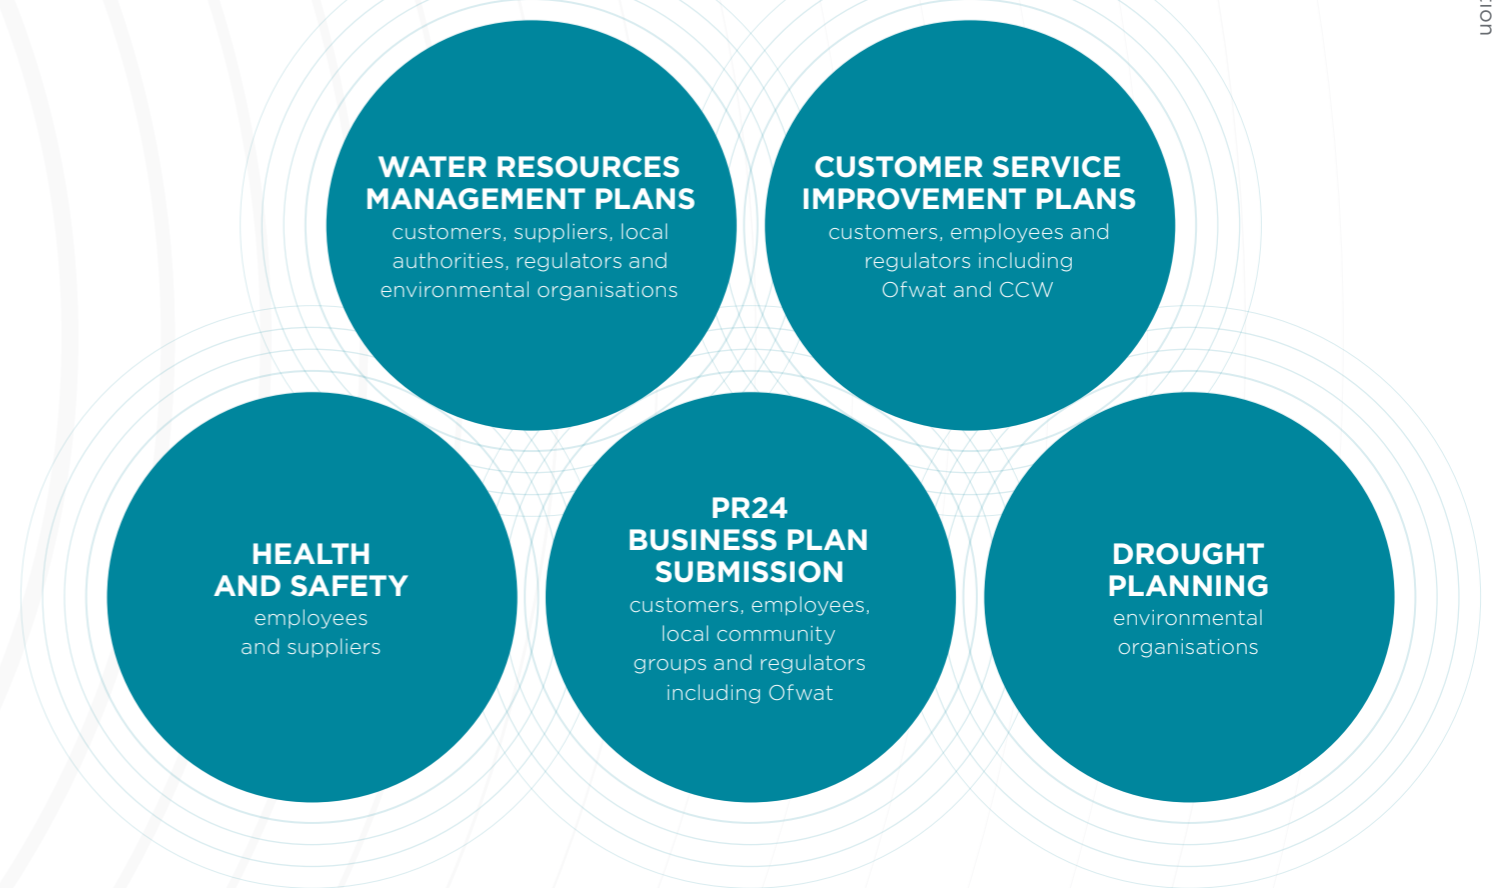 WATER RESOURCES
MANAGEMENT PLANS
customers, suppliers, local
authorities, regulators and
environmental organisations
CUSTOMER SERVICE
IMPROVEMENT PLANS
customers, employees and
regulators including
Ofwat and CCW
HEALTH
AND SAFETY
employees
and suppliers
PR24
BUSINESS PLAN
SUBMISSION
customers, employees,
local community
groups and regulators
including Ofwat
DROUGHT
PLANNING
environmental
organisations